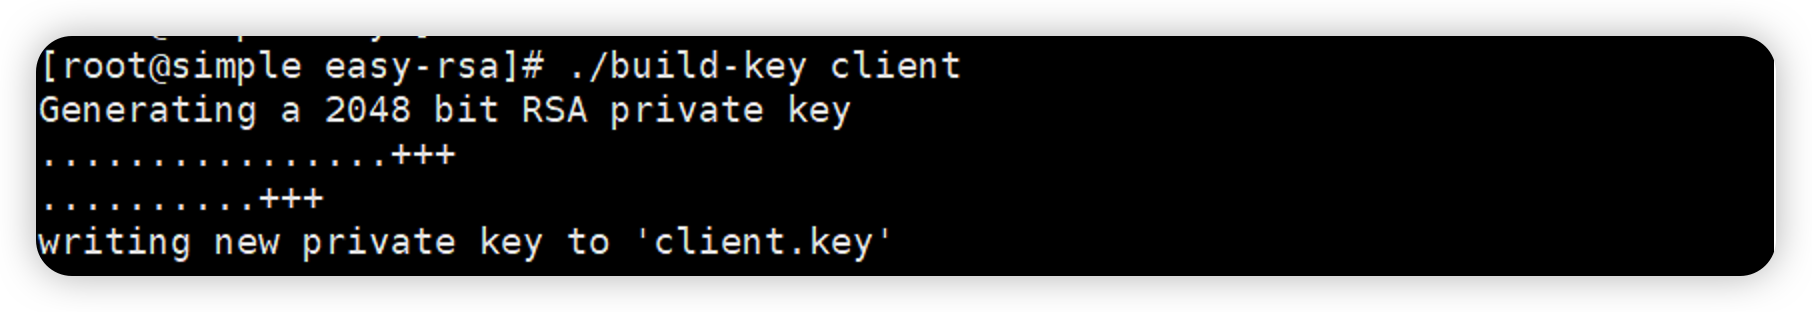 [root@simple easy-rsa]# ./build-key client
Generating a 2048 bit RSA private key
................+++
..........+++
writing new private key to 'client.key'